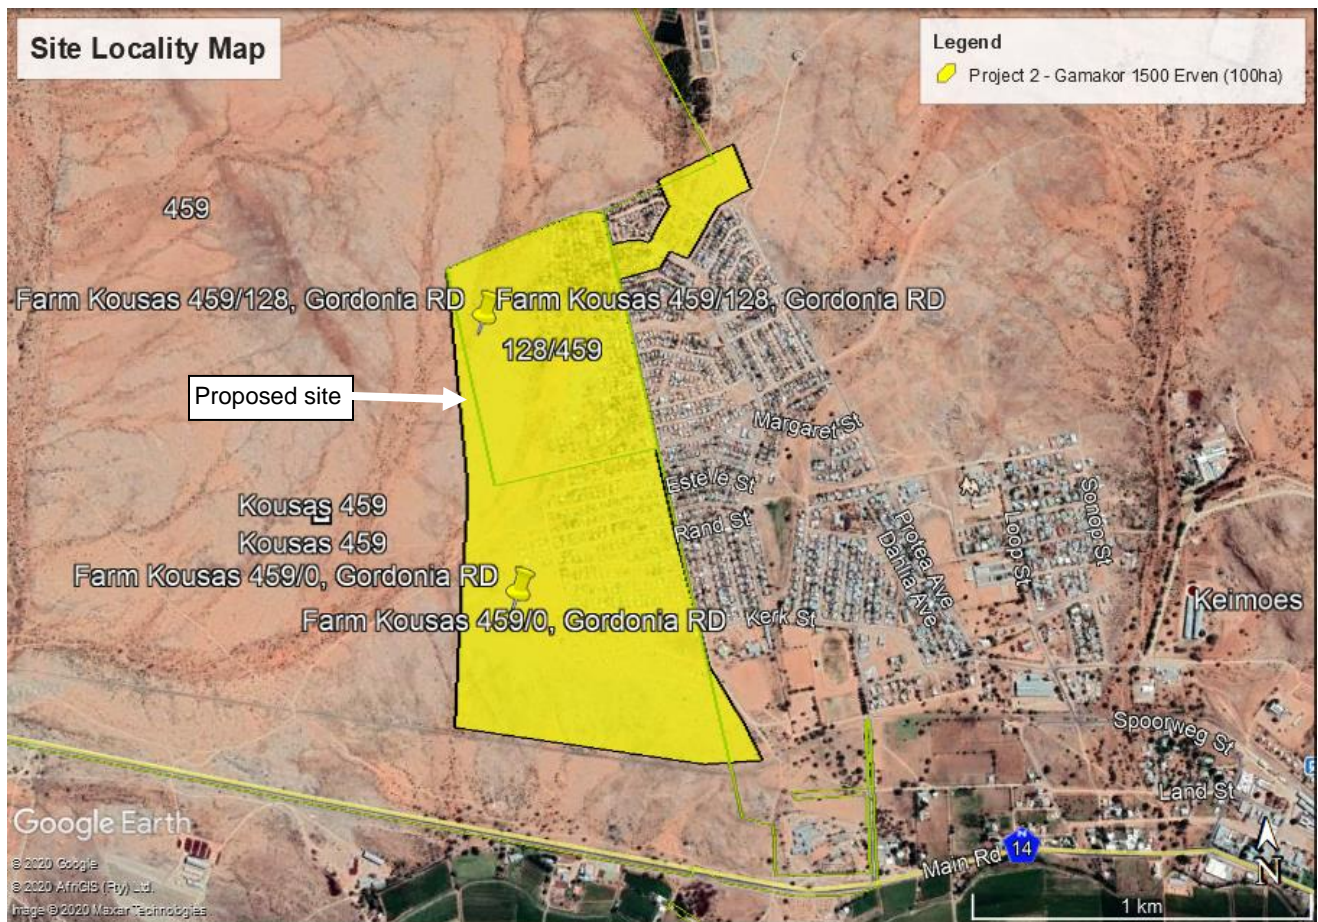 Site Locality Map
Legend
Project 2 - Gamakor 1500 Erven (100ha)
459
Farm Kousas 459/128, Gordonia RD
Farm Kousas 459/128, Gordonia RD
128/459
Proposed site
Margaret St
Estelle St
Rand St
Kousas 459
Kousas 459
Farm Kousas 459/0, Gordonia RD
Farm Kousas 459/0, Gordonia RD
Kerk St
Protea Ave
Dahlia Ave
Loop St
Sonop St
Keimoes
Spoorweg St
Land St
Main Rd
N
14
N
1 km
Google Earth
© 2020 Google
© 2020 AfriGIS (Pty) Ltd.
Image © 2020 Maxar Technologies